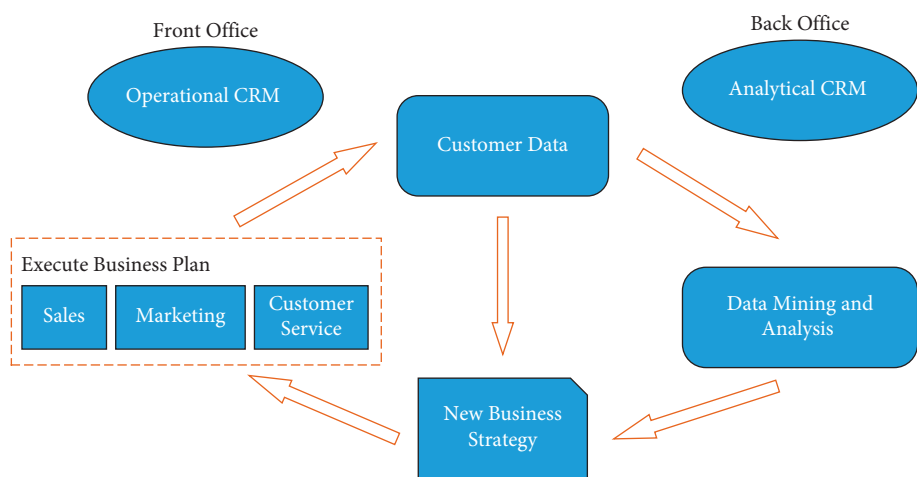 Front Office
Back Office
Operational CRM
Analytical CRM
Customer Data
Execute Business Plan
Sales
Marketing
Customer
Service
Data Mining and
Analysis
New Business
Strategy